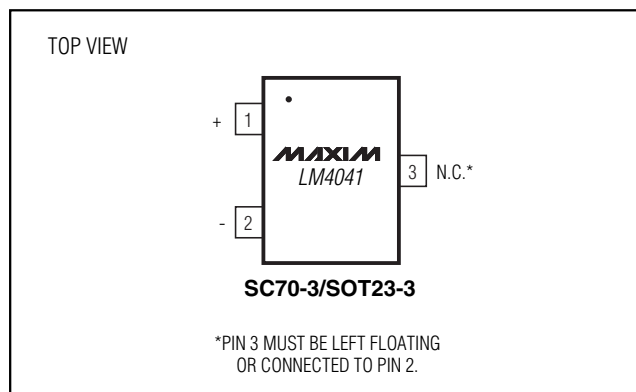 TOP VIEW
+ 1
MAXIM
LM4041
3 N.C.*
- 2
SC70-3/SOT23-3
*PIN 3 MUST BE LEFT FLOATING
OR CONNECTED TO PIN 2.